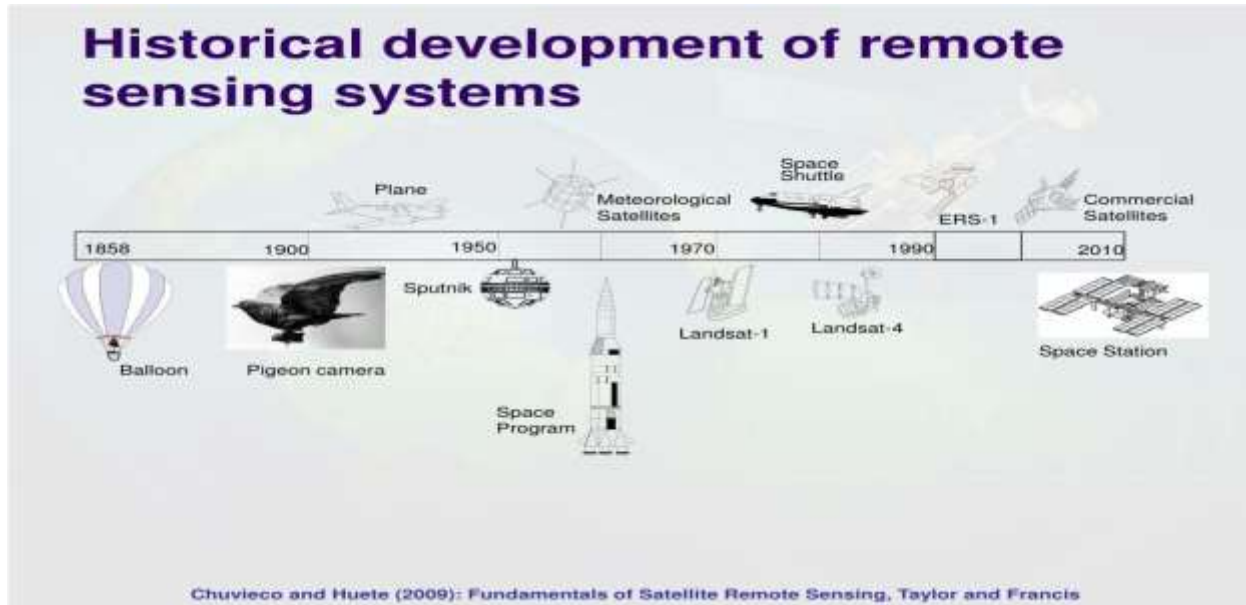 Historical development of remote
sensing systems
Plane
Meteorological
Satellites
Space
Shuttle
ERS-1
Commercial
Satellites
1858
1900
1950
1970
1990
2010
Balloon
Pigeon camera
Sputnik
Space
Program
Landsat-1
Landsat-4
Space Station
Chuvieco and Huete (2009): Fundamentals of Satellite Remote Sensing, Taylor and Francis